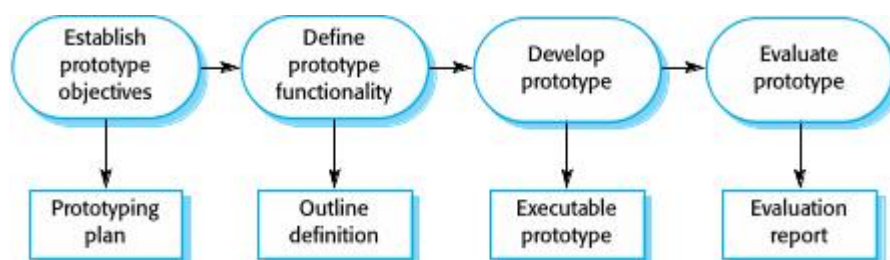 Establish
prototype
objectives
Define
prototype
functionality
Develop
prototype
Evaluate
prototype
Prototyping
plan
Outline
definition
Executable
prototype
Evaluation
report